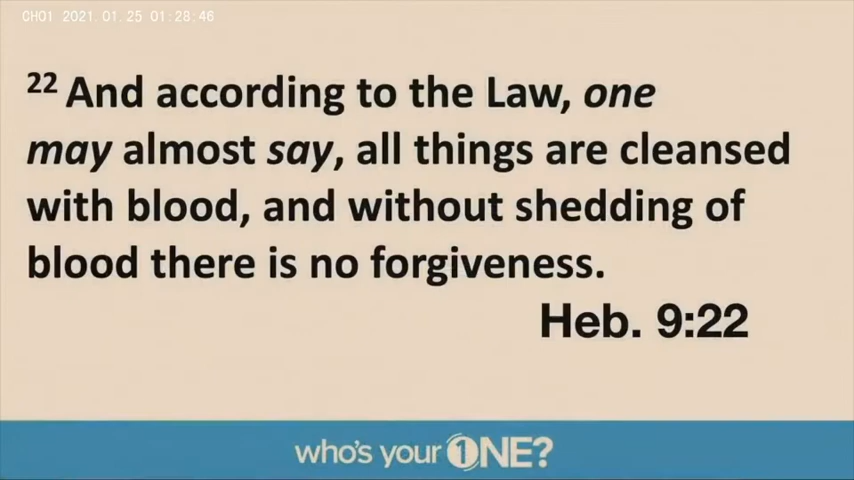 CH01 2021.01.25 01:28:46
22 And according to the Law, one
may almost say, all things are cleansed
with blood, and without shedding of
blood there is no forgiveness.
Heb. 9:22
who's your 1NE?